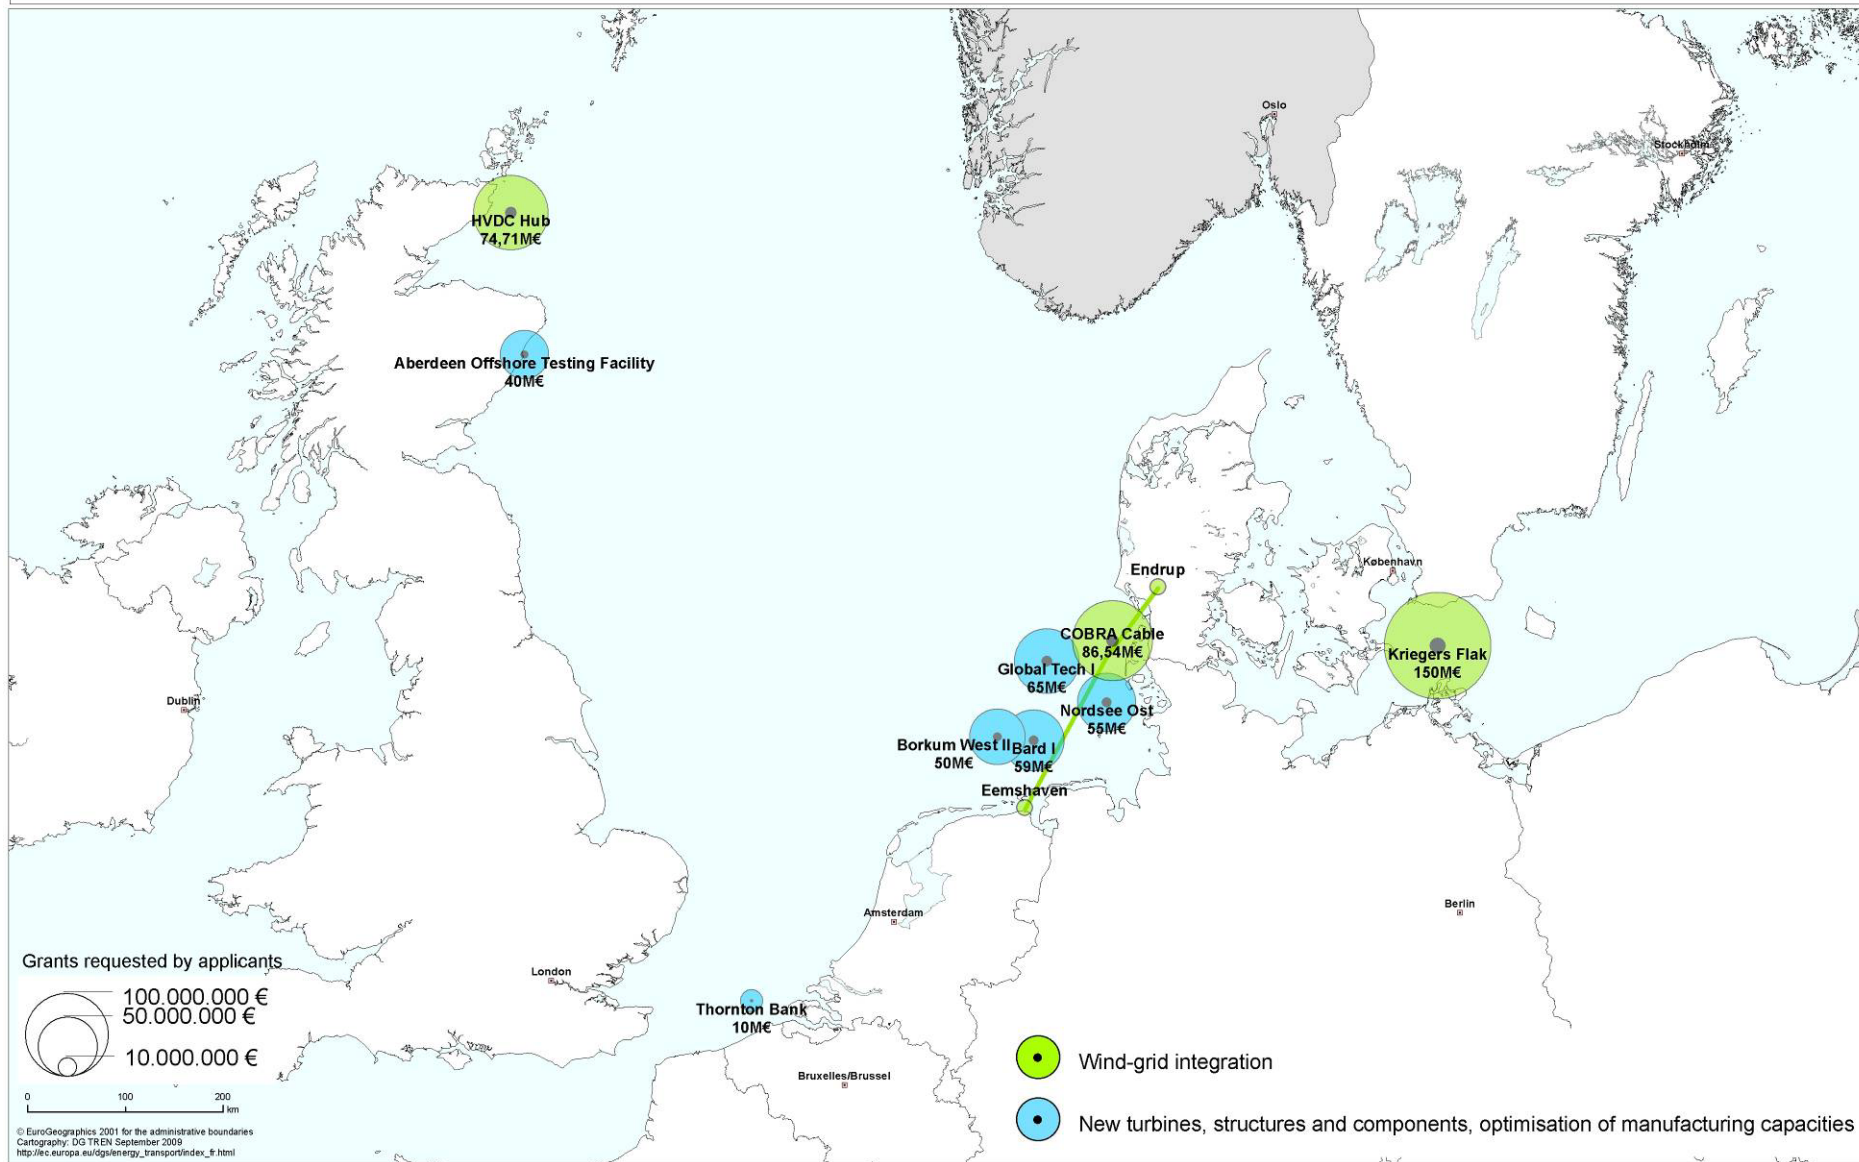 Oslo
Stockholm
HVDC Hub
74,71M€
Aberdeen Offshore Testing Facility
40M€
Endrup
København
COBRA Cable
86,54M€
Kriegers Flak
150M€
Global Tech I
65M€
Nordsee Ost
55M€
Dublin
Borkum West II
50M€
Bard I
59M€
Eemshaven
Amsterdam
Berlin
London
Thornton Bank
10M€
Bruxelles/Brussel
Grants requested by applicants
100.000.000 €
50.000.000 €
10.000.000 €
0 100 200
km
Wind-grid integration
New turbines, structures and components, optimisation of manufacturing capacities
© EuroGeographics 2001 for the administrative boundaries
Cartography: DG TREN September 2009
http://ec.europa.eu/dgs/energy_transport/index_fr.html